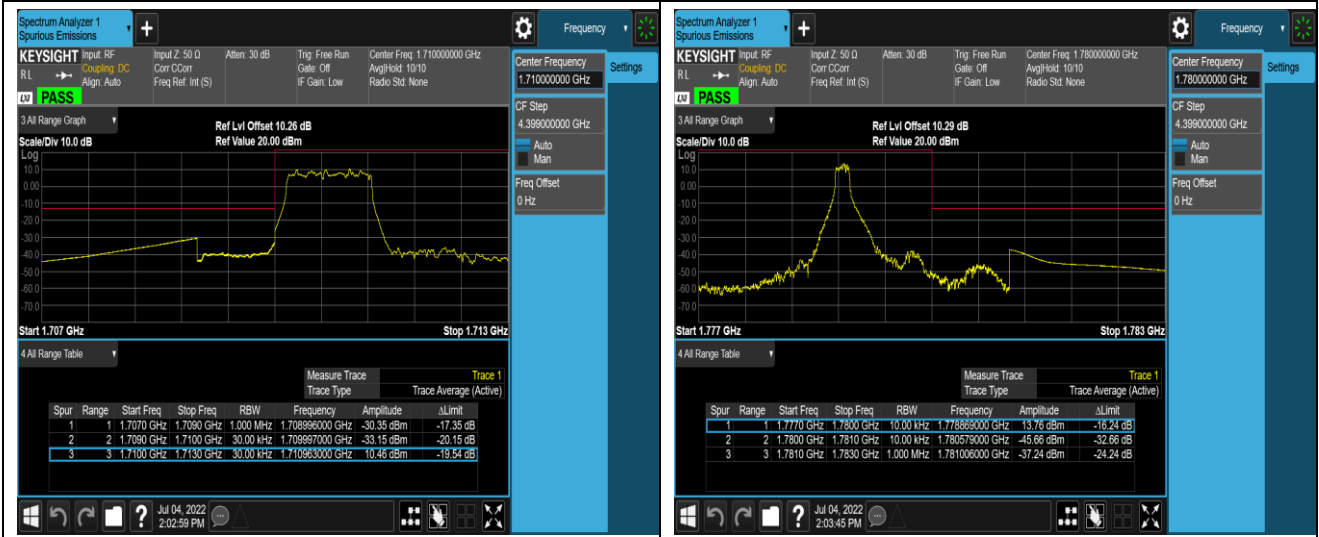 Spectrum Analyzer 1
Spurious Emissions
+
Frequency
KEYSIGHT Input: RF Input Z: 50 Ω Atten: 30 dB Trig: Free Run Center Freq: 1.710000000 GHz
RL Coupling: DC Corr CCorr Gate: Off Avg|Hold: 10/10
Align: Auto Freq Ref: Int (S) IF Gain: Low Radio Std: None
LXI PASS
Center Frequency
1.710000000 GHz
Settings
CF Step
4.399000000 GHz
Auto
Man
Freq Offset
0 Hz
3 All Range Graph
Ref Lvl Offset 10.26 dB
Scale/Div 10.0 dB Ref Value 20.00 dBm
Log
10.0
0.00
-10.0
-20.0
-30.0
-40.0
-50.0
-60.0
-70.0
Start 1.707 GHz Stop 1.713 GHz
4 All Range Table
Measure Trace Trace 1
Trace Type Trace Average (Active)
Spur Range Start Freq Stop Freq RBW Frequency Amplitude ΔLimit
1 1 1.7070 GHz 1.7090 GHz 1.000 MHz 1.708996000 GHz -30.35 dBm -17.35 dB
2 2 1.7090 GHz 1.7100 GHz 30.00 kHz 1.709997000 GHz -33.15 dBm -20.15 dB
3 3 1.7100 GHz 1.7130 GHz 30.00 kHz 1.710963000 GHz 10.46 dBm -19.54 dB
?
Jul 04, 2022
2:02:59 PM
Spectrum Analyzer 1
Spurious Emissions
+
Frequency
KEYSIGHT Input: RF Input Z: 50 Ω Atten: 30 dB Trig: Free Run Center Freq: 1.780000000 GHz
RL Coupling: DC Corr CCorr Gate: Off Avg|Hold: 10/10
Align: Auto Freq Ref: Int (S) IF Gain: Low Radio Std: None
LXI PASS
Center Frequency
1.780000000 GHz
Settings
CF Step
4.399000000 GHz
Auto
Man
Freq Offset
0 Hz
3 All Range Graph
Ref Lvl Offset 10.29 dB
Scale/Div 10.0 dB Ref Value 20.00 dBm
Log
10.0
0.00
-10.0
-20.0
-30.0
-40.0
-50.0
-60.0
-70.0
Start 1.777 GHz Stop 1.783 GHz
4 All Range Table
Measure Trace Trace 1
Trace Type Trace Average (Active)
Spur Range Start Freq Stop Freq RBW Frequency Amplitude ΔLimit
1 1 1.7770 GHz 1.7800 GHz 10.00 kHz 1.778869000 GHz 13.76 dBm -16.24 dB
2 2 1.7800 GHz 1.7810 GHz 10.00 kHz 1.780579000 GHz -45.66 dBm -32.66 dB
3 3 1.7810 GHz 1.7830 GHz 1.000 MHz 1.781006000 GHz -37.24 dBm -24.24 dB
?
Jul 04, 2022
2:03:45 PM